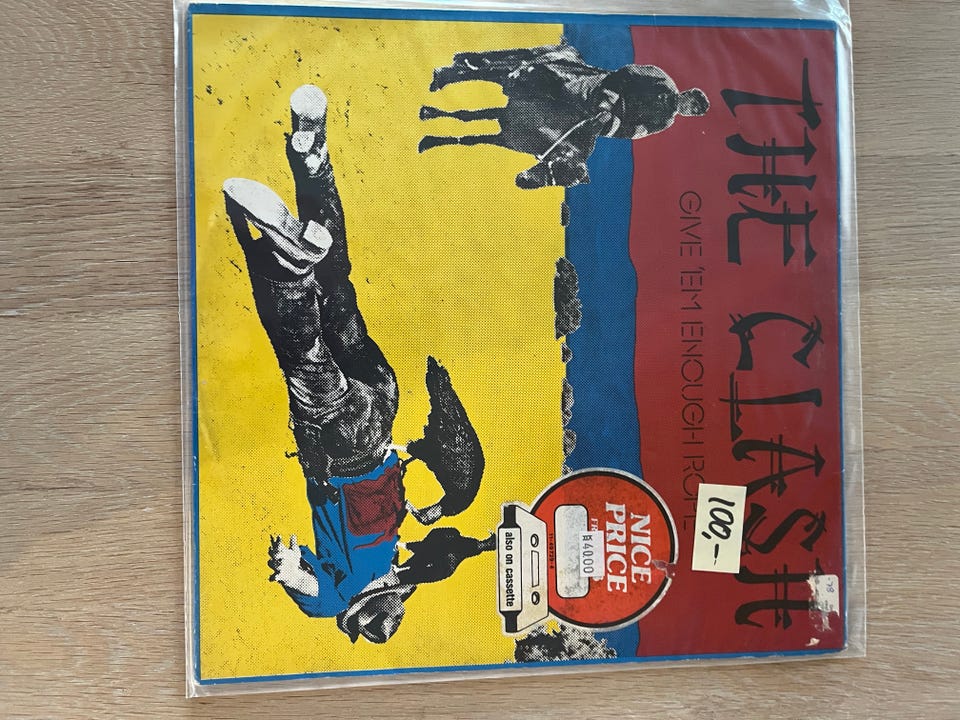 THE CLASH
GIVE 'EM ENOUGH ROPE
100,-
NICE
PRICE
40.00
also on cassette